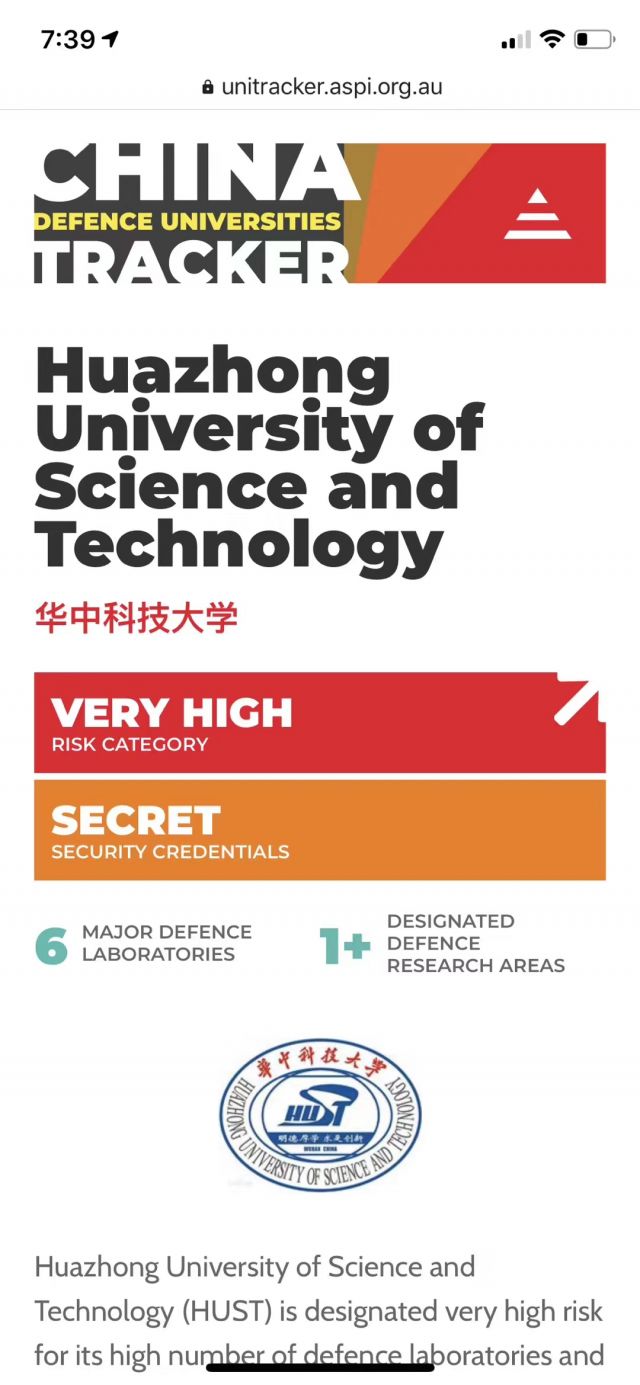 7:39
unitracker.aspi.org.au
CHINA
DEFENCE UNIVERSITIES
TRACKER
Huazhong
University of
Science and
Technology
华中科技大学
VERY HIGH
RISK CATEGORY
SECRET
SECURITY CREDENTIALS
6
MAJOR DEFENCE
LABORATORIES
1+
DESIGNATED
DEFENCE
RESEARCH AREAS
華中科技大学
HUAZHONG UNIVERSITY OF SCIENCE AND TECHNOLOGY
HUST
明德厚学 求是创新
WUHAN CHINA
Huazhong University of Science and
Technology (HUST) is designated very high risk
for its high number of defence laboratories and